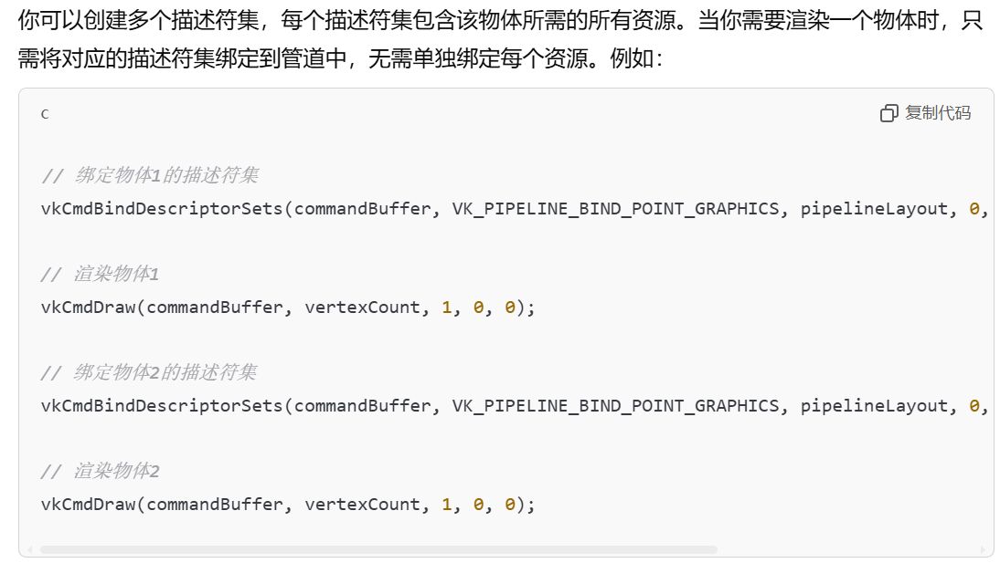 你可以创建多个描述符集，每个描述符集包含该物体所需的所有资源。当你需要渲染一个物体时，只
需将对应的描述符集绑定到管道中，无需单独绑定每个资源。例如：
c
复制代码
// 绑定物体1的描述符集
vkCmdBindDescriptorSets(commandBuffer, VK_PIPELINE_BIND_POINT_GRAPHICS, pipelineLayout, 0,
// 渲染物体1
vkCmdDraw(commandBuffer, vertexCount, 1, 0, 0);
// 绑定物体2的描述符集
vkCmdBindDescriptorSets(commandBuffer, VK_PIPELINE_BIND_POINT_GRAPHICS, pipelineLayout, 0,
// 渲染物体2
vkCmdDraw(commandBuffer, vertexCount, 1, 0, 0);